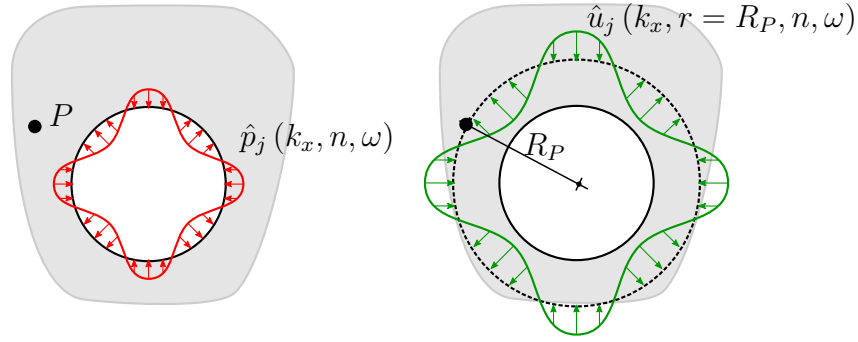 P
p̂_j (k_x, n, ω)
û_j (k_x, r = R_P, n, ω)
R_P